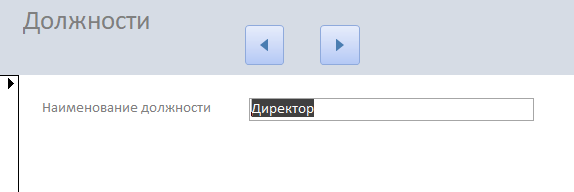 Должности
Наименование должности
Директор